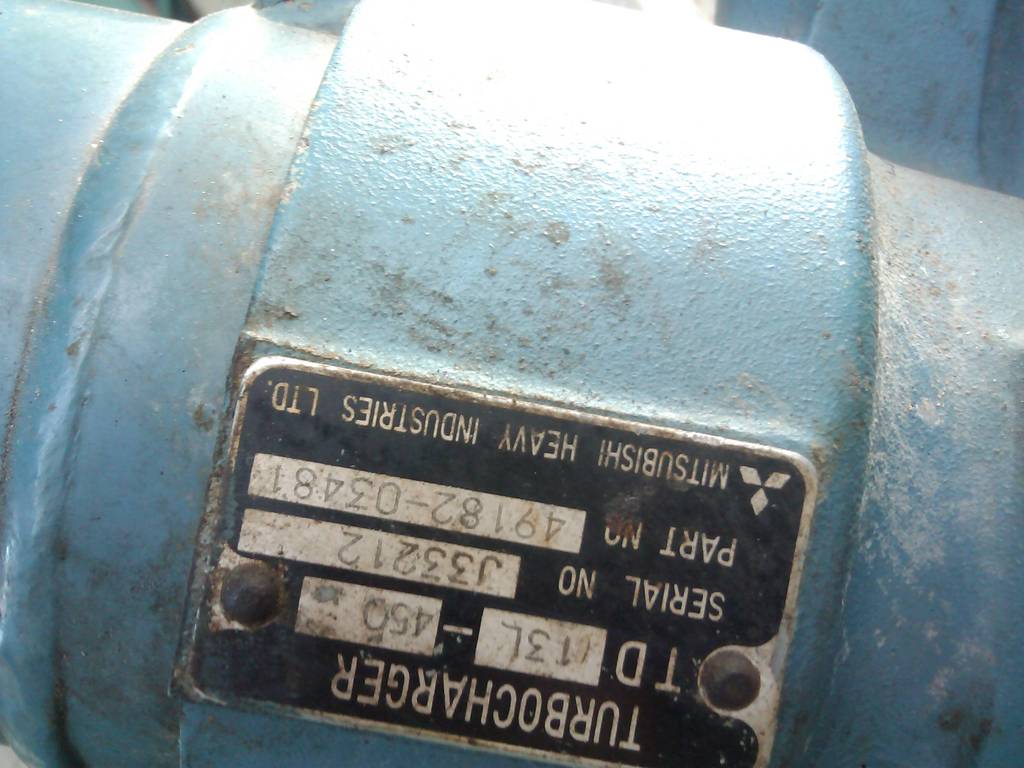 TURBOCHARGER
TD 13L - 450
SERIAL NO J33212
PART NO 49182-03481
MITSUBISHI HEAVY INDUSTRIES LTD.